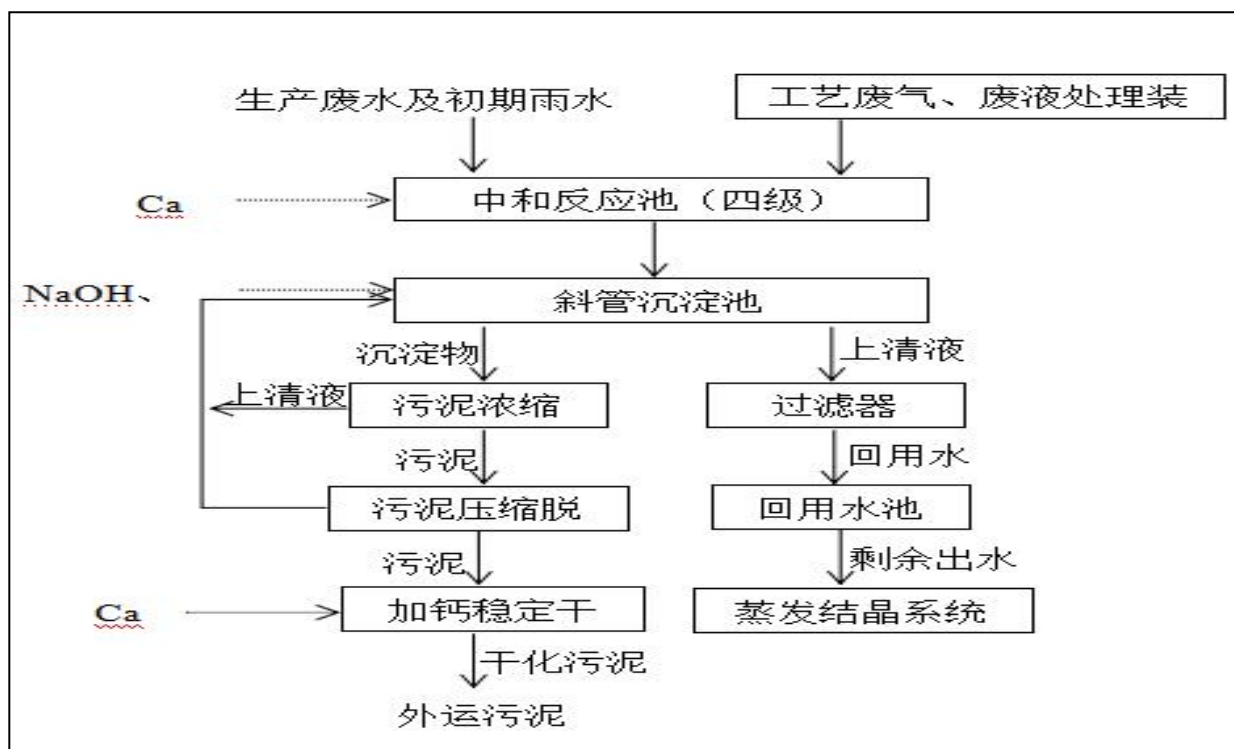 生产废水及初期雨水
工艺废气、废液处理装
Ca
中和反应池（四级）
NaOH、
斜管沉淀池
沉淀物
上清液
上清液
污泥浓缩
过滤器
污泥
回用水
污泥压缩脱
回用水池
污泥
剩余出水
Ca
加钙稳定干
蒸发结晶系统
干化污泥
外运污泥